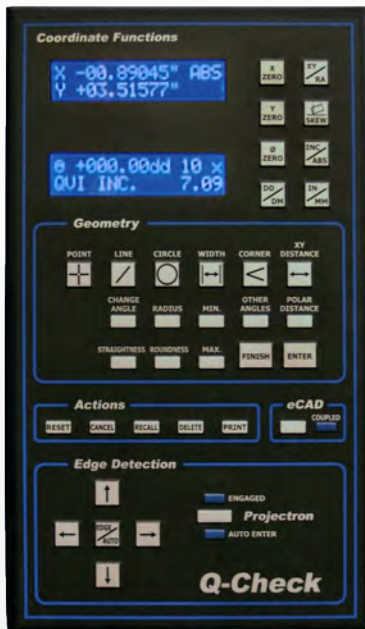 Coordinate Functions
X -00.89045" ABS
Y +03.51577"
X ZERO
XY/RA
Y ZERO
SKEW
θ +000.00dd 10 x
QVI INC. 7.09
Ø ZERO
INC/ABS
DD/DM
IN/MM
Geometry
POINT LINE CIRCLE WIDTH CORNER XY DISTANCE
CHANGE ANGLE RADIUS MIN. OTHER ANGLES POLAR DISTANCE
STRAIGHTNESS ROUNDNESS MAX. FINISH ENTER
Actions
RESET CANCEL RECALL DELETE PRINT
eCAD
COUPLED
Edge Detection
EDGE/AUTO
ENGAGED
Projectron
AUTO ENTER
Q-Check